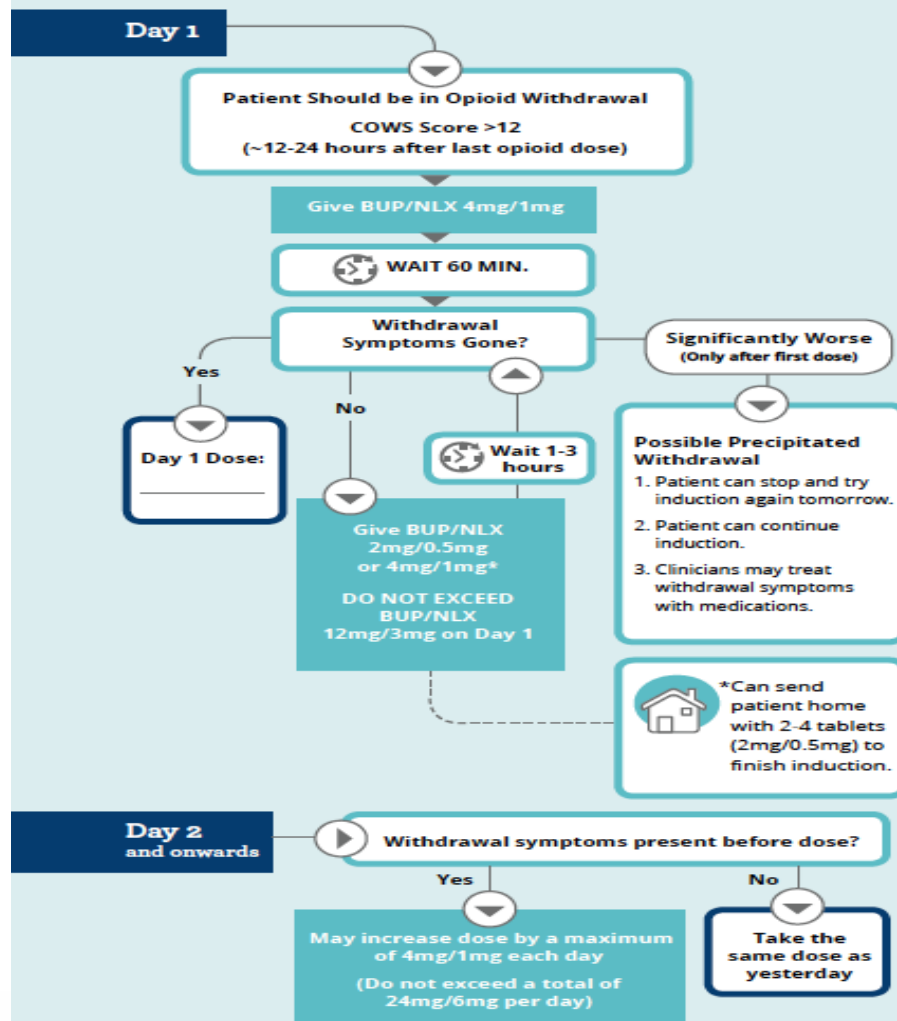 Day 1
Patient Should be in Opioid Withdrawal
COWS Score >12
(~12-24 hours after last opioid dose)
Give BUP/NLX 4mg/1mg
WAIT 60 MIN.
Withdrawal
Symptoms Gone?
Significantly Worse
(Only after first dose)
Yes
No
Day 1 Dose:
Wait 1-3
hours
Give BUP/NLX
2mg/0.5mg
or 4mg/1mg*
DO NOT EXCEED
BUP/NLX
12mg/3mg on Day 1
Possible Precipitated
Withdrawal
1. Patient can stop and try
induction again tomorrow.
2. Patient can continue
induction.
3. Clinicians may treat
withdrawal symptoms
with medications.
*Can send
patient home
with 2-4 tablets
(2mg/0.5mg) to
finish induction.
Day 2
and onwards
Withdrawal symptoms present before dose?
Yes
No
May increase dose by a maximum
of 4mg/1mg each day
(Do not exceed a total of
24mg/6mg per day)
Take the
same dose as
yesterday